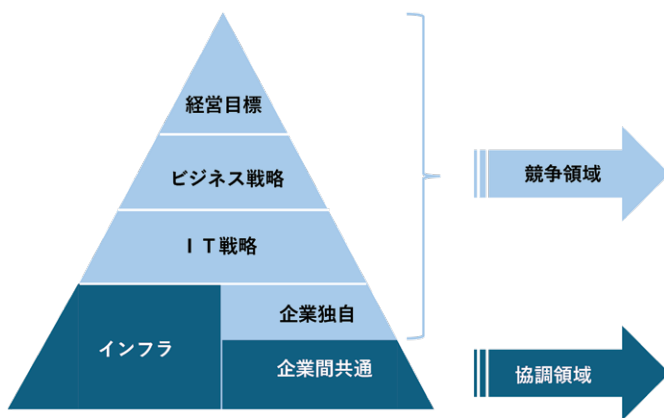 経営目標
ビジネス戦略
ＩＴ戦略
インフラ
企業独自
企業間共通
競争領域
協調領域